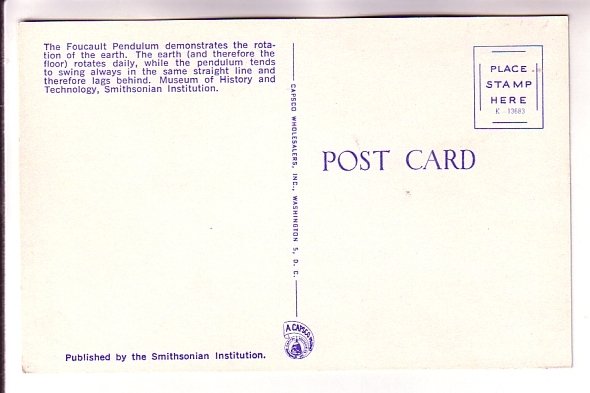 The Foucault Pendulum demonstrates the rota-
tion of the earth. The earth (and therefore the
floor) rotates daily, while the pendulum tends
to swing always in the same straight line and
therefore lags behind. Museum of History and
Technology, Smithsonian Institution.
Published by the Smithsonian Institution.
CAPSCO WHOLESALERS, INC., WASHINGTON 5, D. C.
A CAPSCO
POST CARD
PLACE
STAMP
HERE
K - 13683